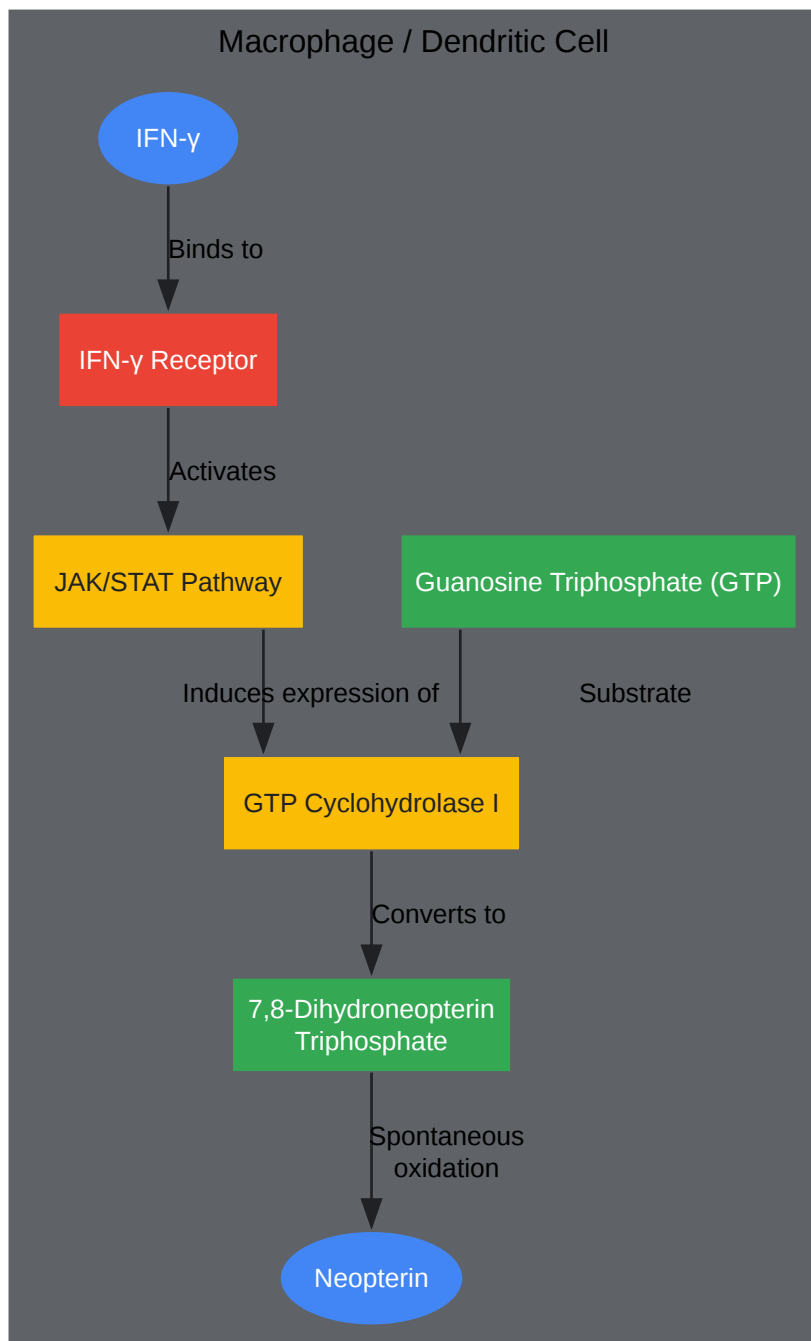 Macrophage / Dendritic Cell
IFN-γ
Binds to
IFN-γ Receptor
Activates
JAK/STAT Pathway
Guanosine Triphosphate (GTP)
Induces expression of
Substrate
GTP Cyclohydrolase I
Converts to
7,8-Dihydroneopterin
Triphosphate
Spontaneous
oxidation
Neopterin